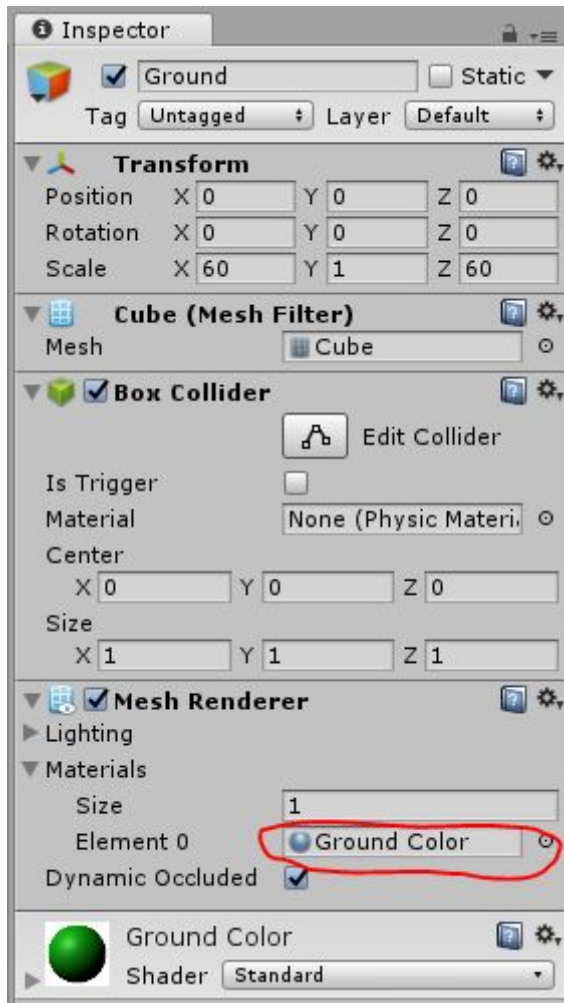 Inspector
Ground Static
Tag Untagged Layer Default
Transform
Position X 0 Y 0 Z 0
Rotation X 0 Y 0 Z 0
Scale X 60 Y 1 Z 60
Cube (Mesh Filter)
Mesh Cube
Box Collider
Edit Collider
Is Trigger
Material None (Physic Materi
Center
X 0 Y 0 Z 0
Size
X 1 Y 1 Z 1
Mesh Renderer
Lighting
Materials
Size 1
Element 0 Ground Color
Dynamic Occluded
Ground Color
Shader Standard